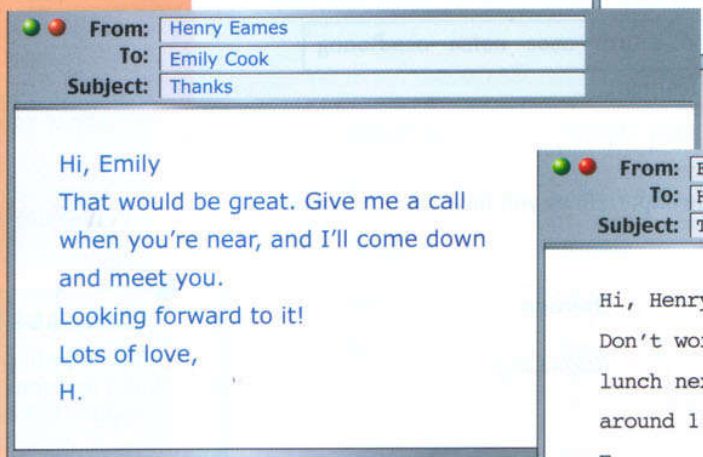 From: Henry Eames
To: Emily Cook
Subject: Thanks
Hi, Emily
That would be great. Give me a call
when you're near, and I'll come down
and meet you.
Looking forward to it!
Lots of love,
H.
From:
To:
Subject:
Hi, Henry
Don't
lunch
around 1